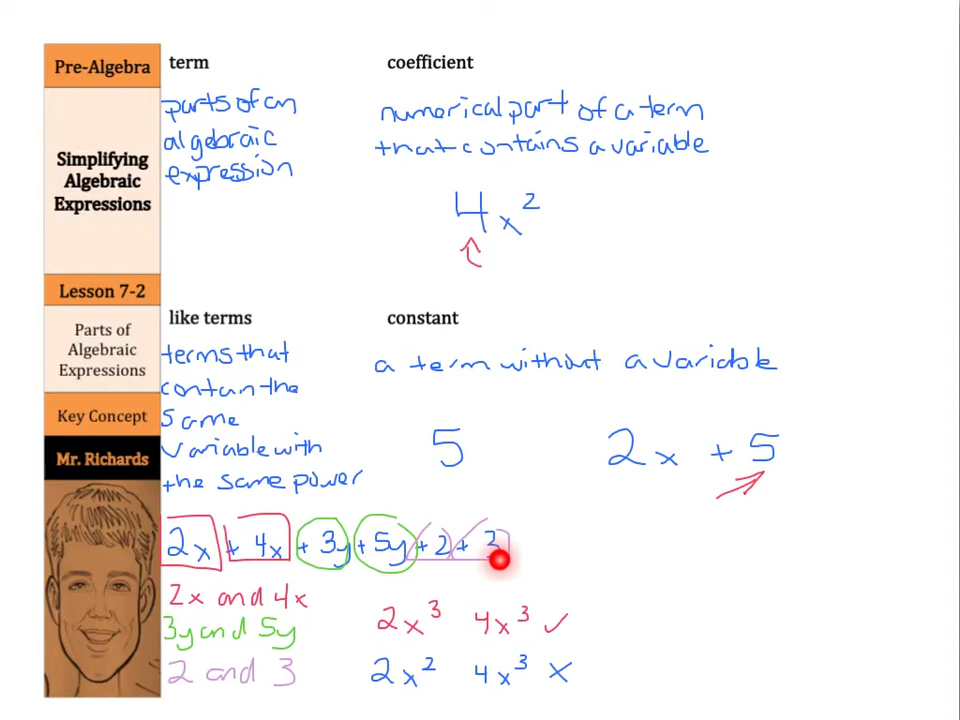 Pre-Algebra
Simplifying
Algebraic
Expressions
Lesson 7-2
Parts of
Algebraic
Expressions
Key Concept
Mr. Richards
term
parts of an
algebraic
expression
coefficient
numerical part of a term
that contains a variable
4x²
like terms
terms that
contain the
same
variable with
the same power
constant
a term without a variable
5 2x + 5
2x + 4x + 3y + 5y + 2 + 3
2x and 4x
3y and 5y
2 and 3
2x³ 4x³ ✓
2x² 4x³ x